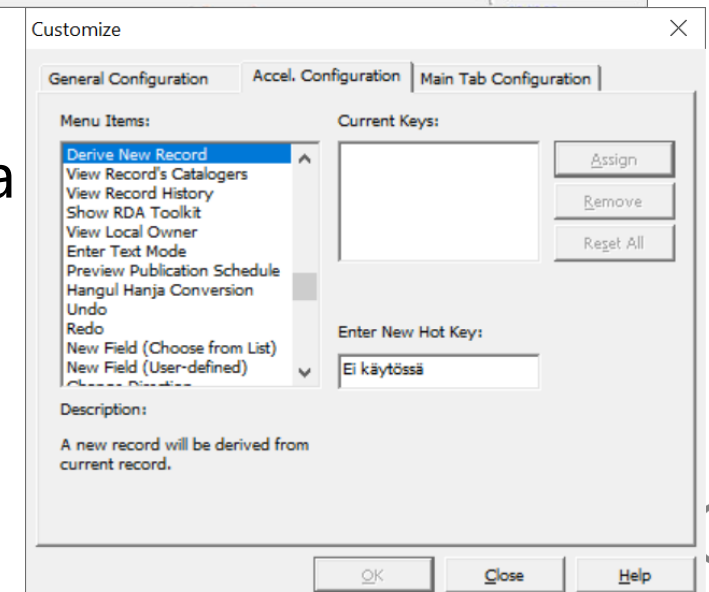 Customize
General Configuration
Accel. Configuration
Main Tab Configuration
Menu Items:
Derive New Record
View Record's Catalogers
View Record History
Show RDA Toolkit
View Local Owner
Enter Text Mode
Preview Publication Schedule
Hangul Hanja Conversion
Undo
Redo
New Field (Choose from List)
New Field (User-defined)
Change Direction
Current Keys:
Assign
Remove
Reset All
Enter New Hot Key:
Ei käytössä
Description:
A new record will be derived from
current record.
OK
Close
Help
a